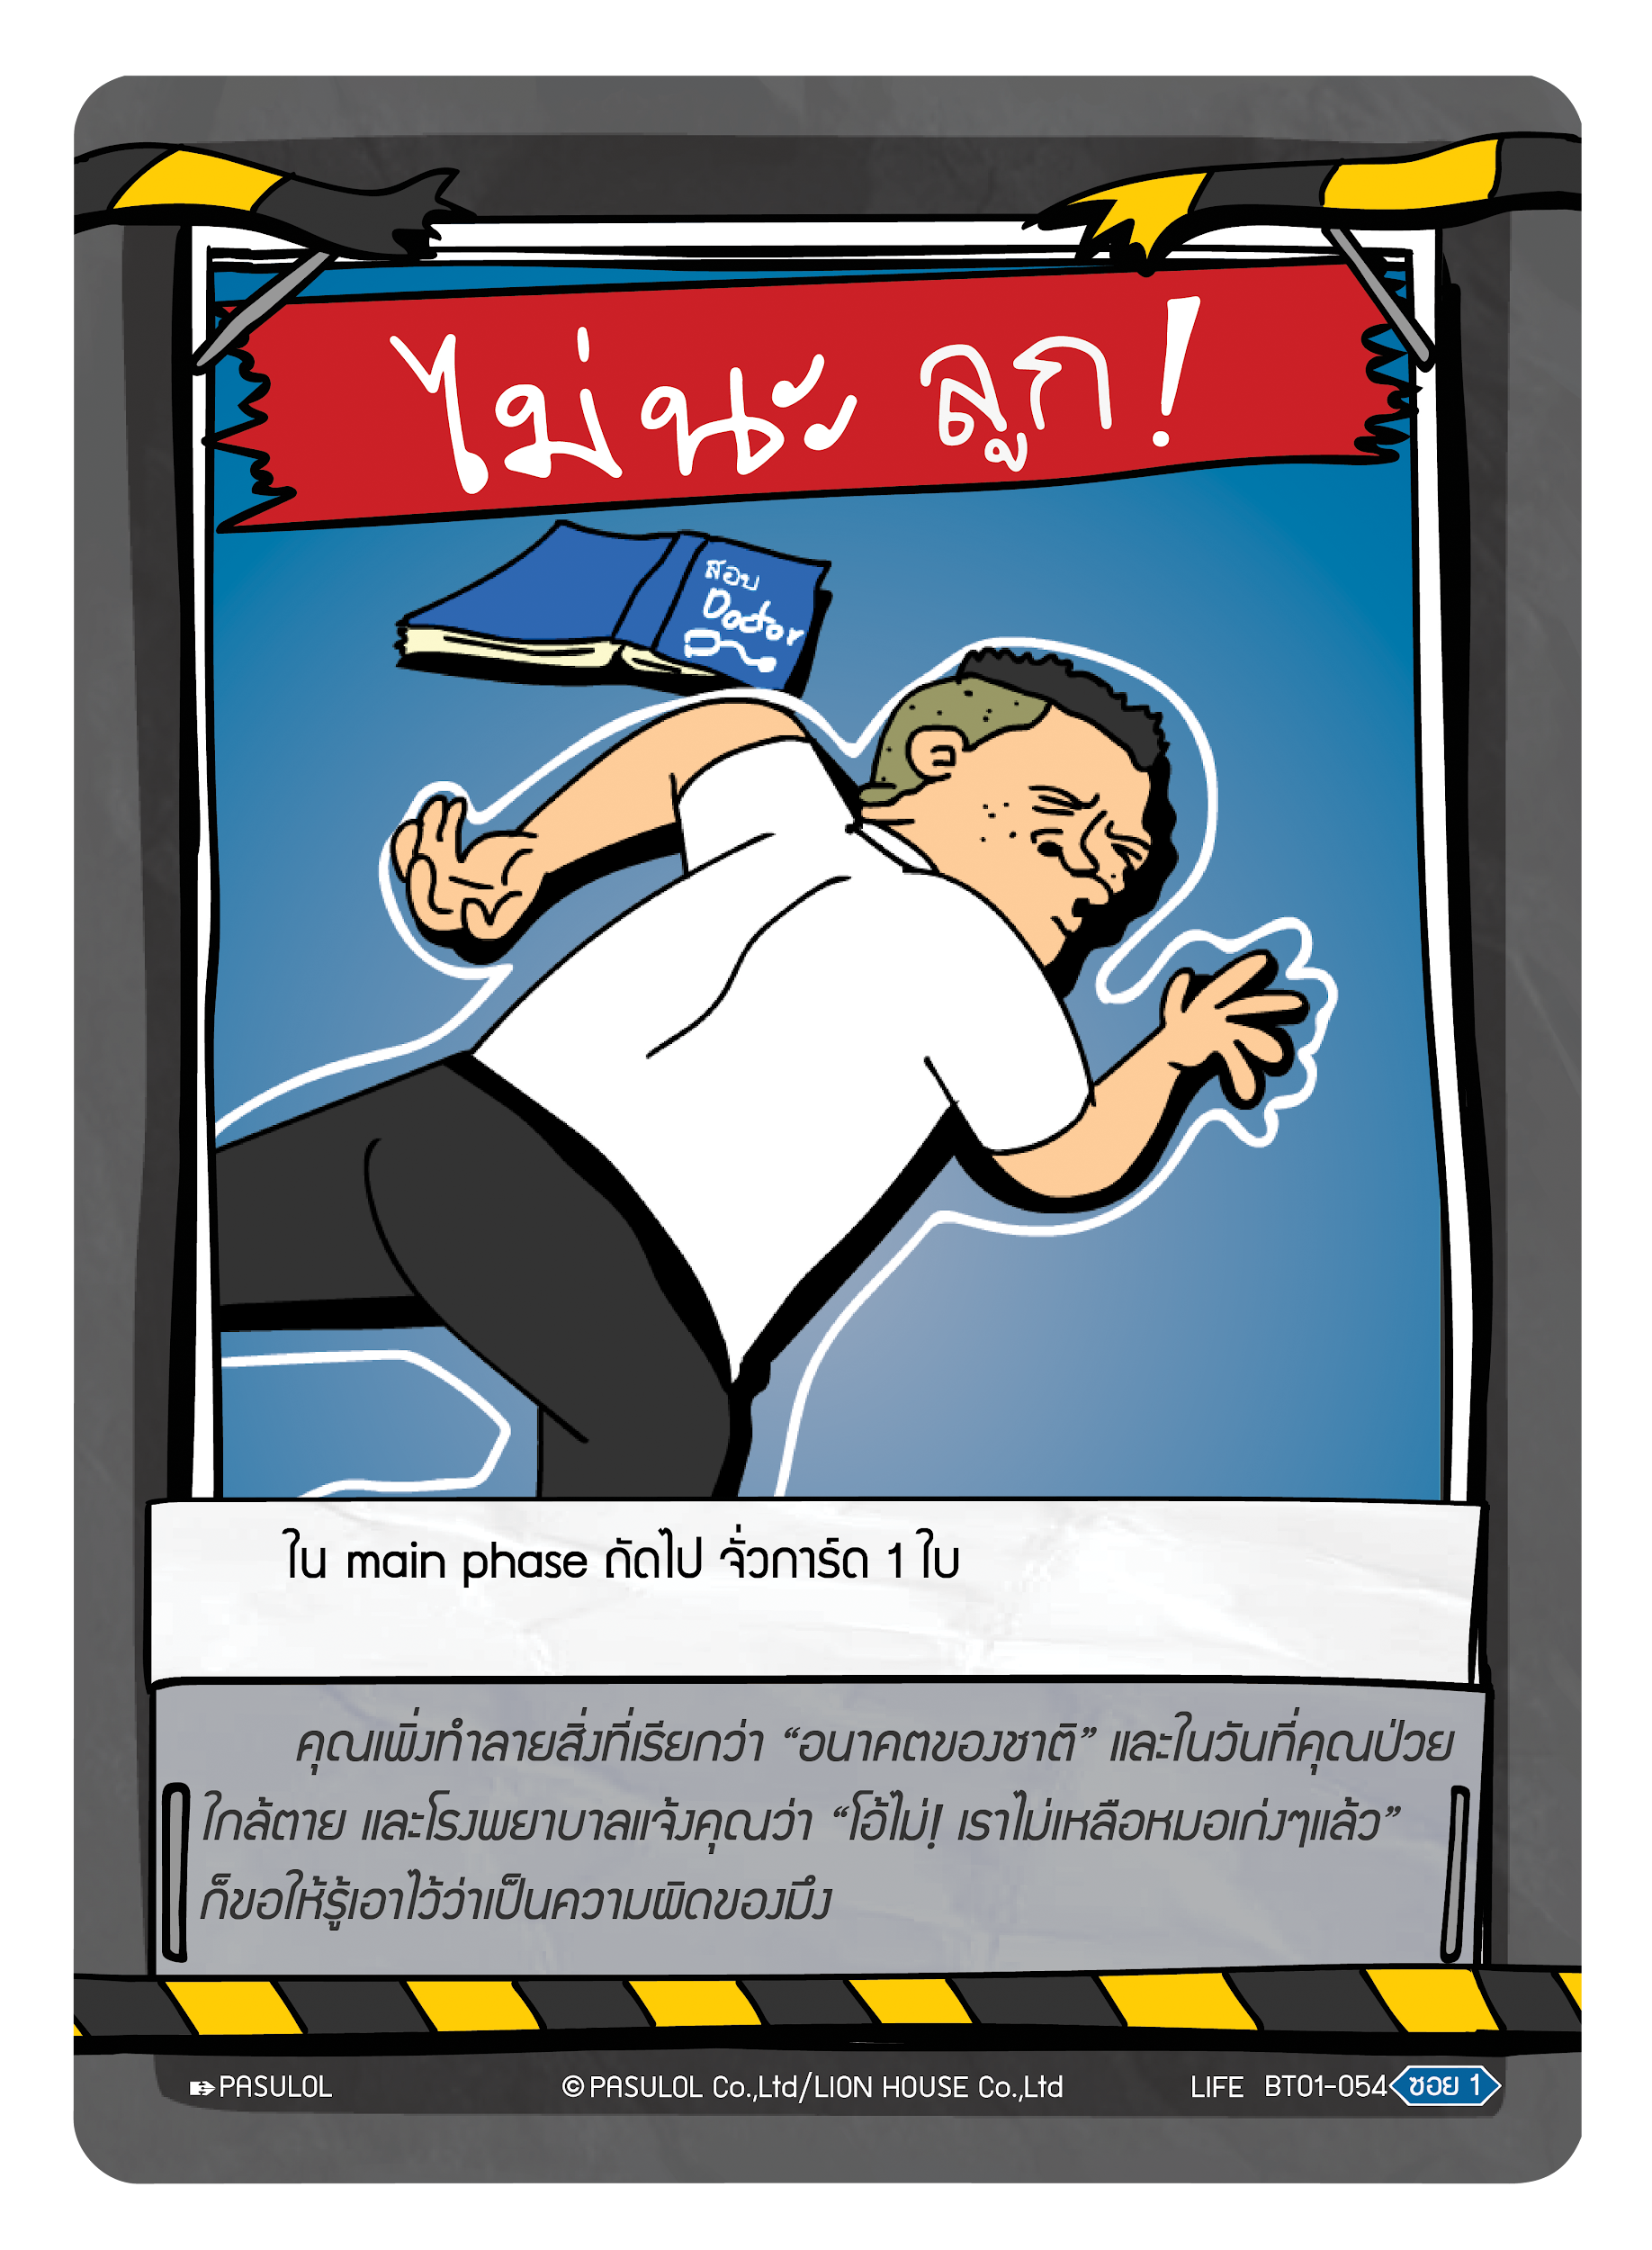 ไม่นะ ลูก!
สอบ
Doctor
ใน main phase ถัดไป จั่วการ์ด 1 ใบ
คุณเพิ่งทำลายสิ่งที่เรียกว่า “อนาคตของชาติ” และในวันที่คุณป่วย
ใกล้ตาย และโรงพยาบาลแจ้งคุณว่า “โอ้ไม่! เราไม่เหลือหมอเก่งๆแล้ว”
ก็ขอให้รู้เอาไว้ว่าเป็นความผิดของมึง
PASULOL ©PASULOL Co.,Ltd/LION HOUSE Co.,Ltd LIFE BT01-054 ซอย 1